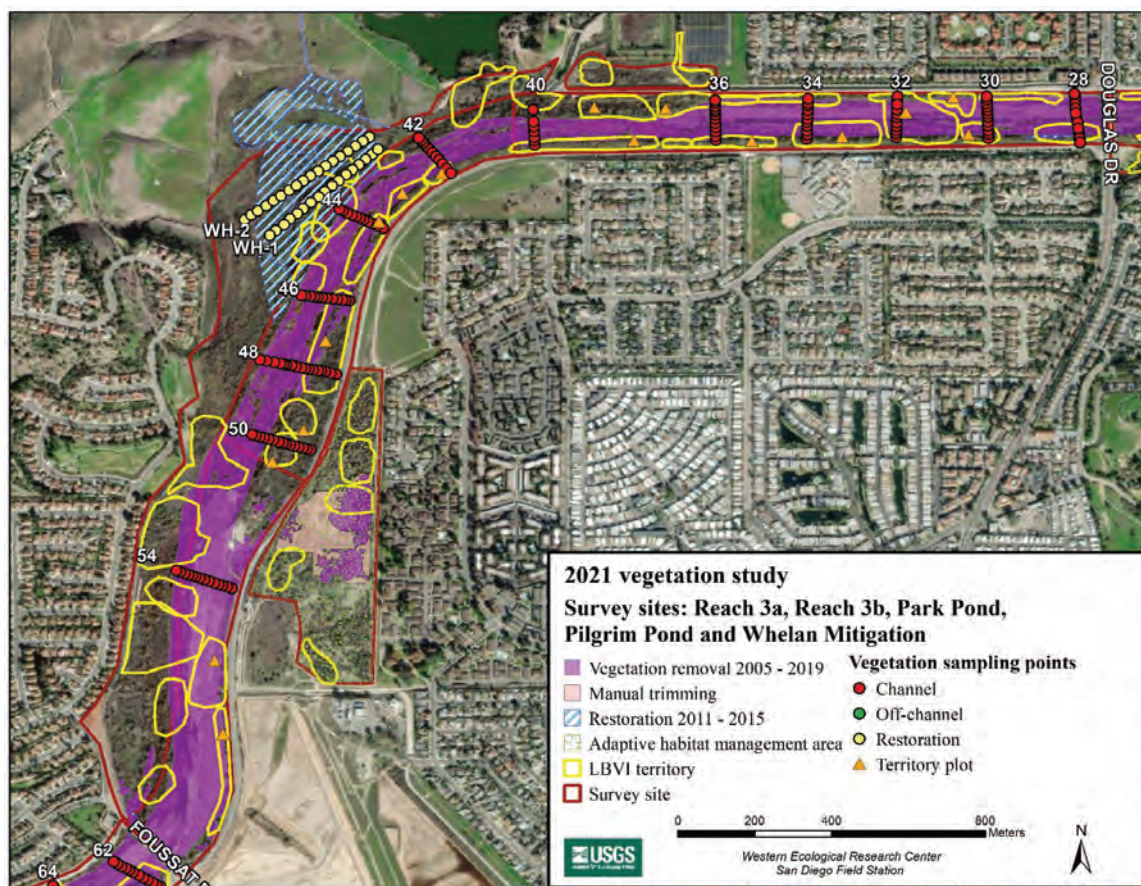 40
36
34
32
30
28
42
DOUGLAS DR
44
WH-2
WH-1
46
48
50
54
62
64
FOUSSAT
2021 vegetation study
Survey sites: Reach 3a, Reach 3b, Park Pond,
Pilgrim Pond and Whelan Mitigation
Vegetation removal 2005 - 2019
Manual trimming
Restoration 2011 - 2015
Adaptive habitat management area
LBVI territory
Survey site
Vegetation sampling points
Channel
Off-channel
Restoration
Territory plot
0 200 400 800
Meters
USGS
Western Ecological Research Center
San Diego Field Station
N